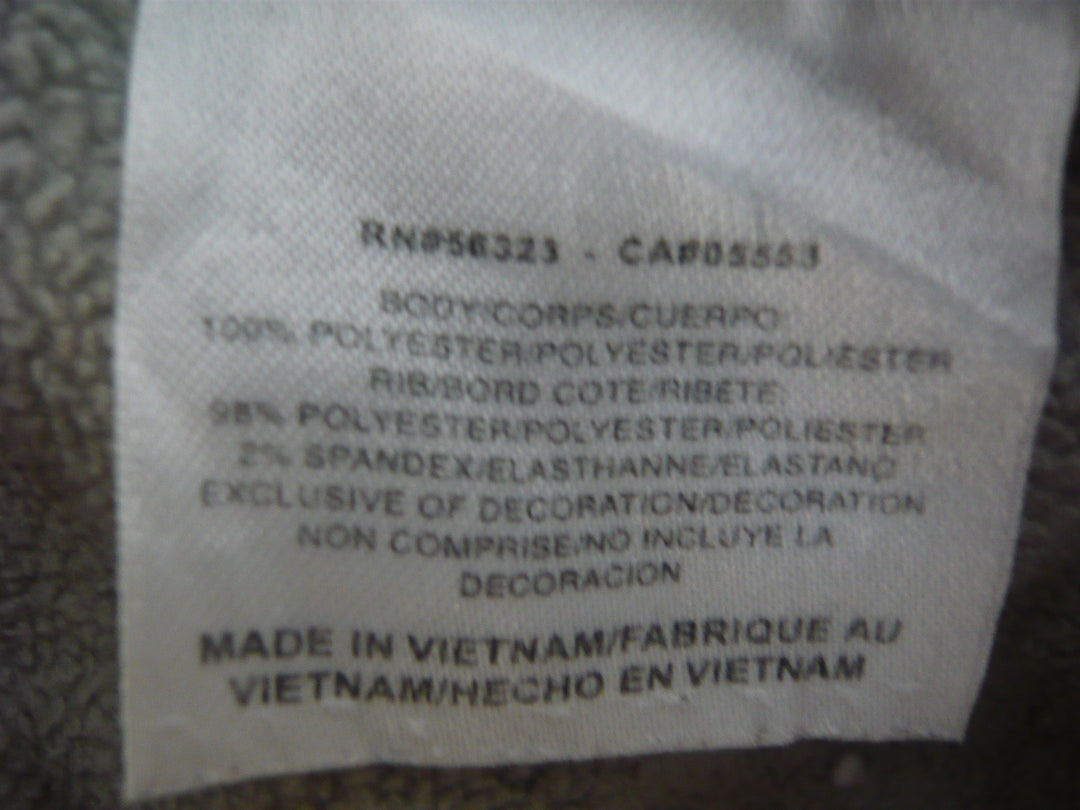 RN#56323 - CA#05553
BODY/CORPS/CUERPO:
100% POLYESTER/POLYESTER/POLIESTER
RIB/BORD COTE/RIBETE:
98% POLYESTER/POLYESTER/POLIESTER
2% SPANDEX/ELASTHANNE/ELASTANO
EXCLUSIVE OF DECORATION/DECORATION
NON COMPRISE/NO INCLUYE LA
DECORACION
MADE IN VIETNAM/FABRIQUE AU
VIETNAM/HECHO EN VIETNAM